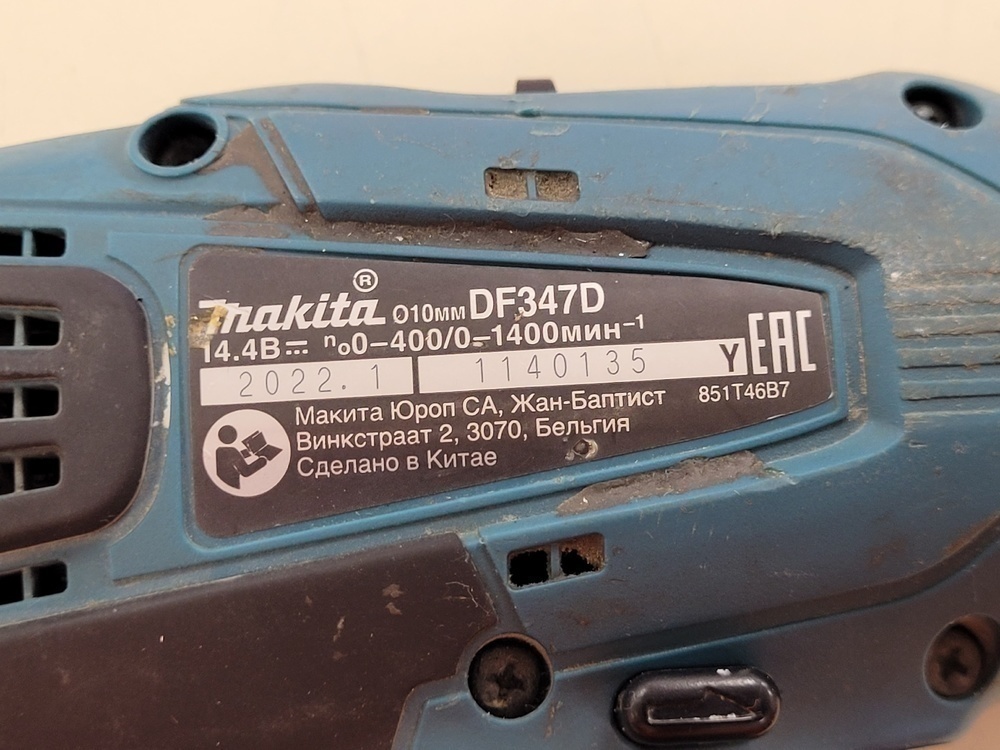 makita® Ø10мм DF347D
14.4В⎓ n₀0-400/0-1400мин⁻¹
2022.1 1140135 Y EAC
Макита Юроп СА, Жан-Баптист 851T46B7
Винкстраат 2, 3070, Бельгия
Сделано в Китае